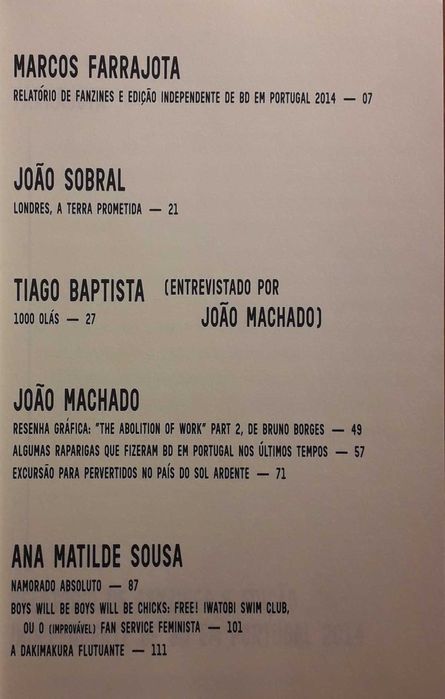 MARCOS FARRAJOTA
RELATÓRIO DE FANZINES E EDIÇÃO INDEPENDENTE DE BD EM PORTUGAL 2014 — 07
JOÃO SOBRAL
LONDRES, A TERRA PROMETIDA — 21
TIAGO BAPTISTA (ENTREVISTADO POR
JOÃO MACHADO)
1000 OLÁS — 27
JOÃO MACHADO
RESENHA GRÁFICA: "THE ABOLITION OF WORK" PART 2, DE BRUNO BORGES — 49
ALGUMAS RAPARIGAS QUE FIZERAM BD EM PORTUGAL NOS ÚLTIMOS TEMPOS — 57
EXCURSÃO PARA PERVERTIDOS NO PAÍS DO SOL ARDENTE — 71
ANA MATILDE SOUSA
NAMORADO ABSOLUTO — 87
BOYS WILL BE BOYS WILL BE CHICKS: FREE! IWATOBI SWIM CLUB,
OU O (IMPROVÁVEL) FAN SERVICE FEMINISTA — 101
A DAKIMAKURA FLUTUANTE — 111